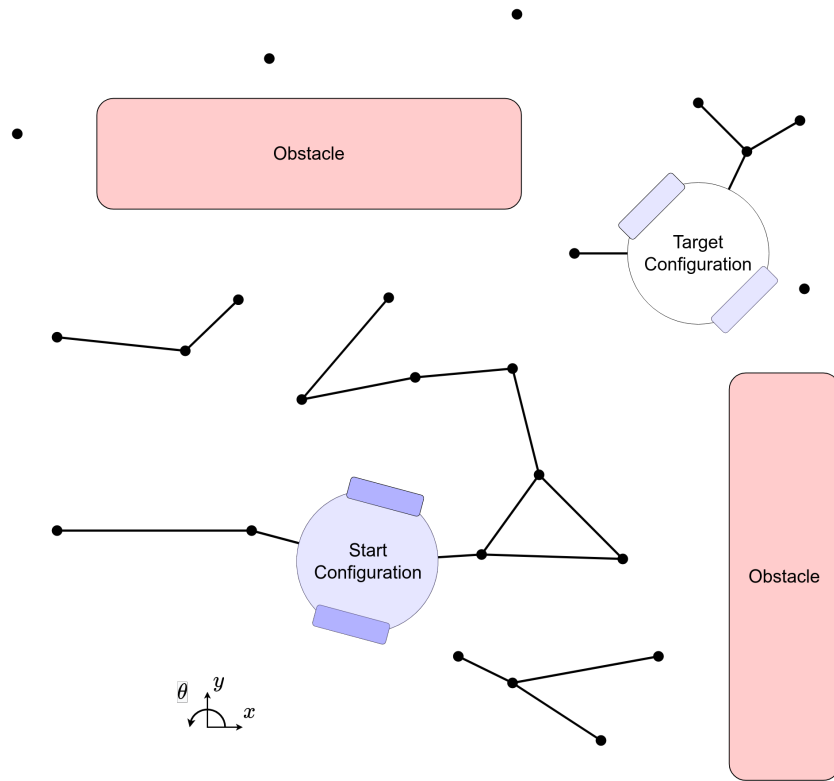 Obstacle
Target
Configuration
Start
Configuration
Obstacle
θ
y
x